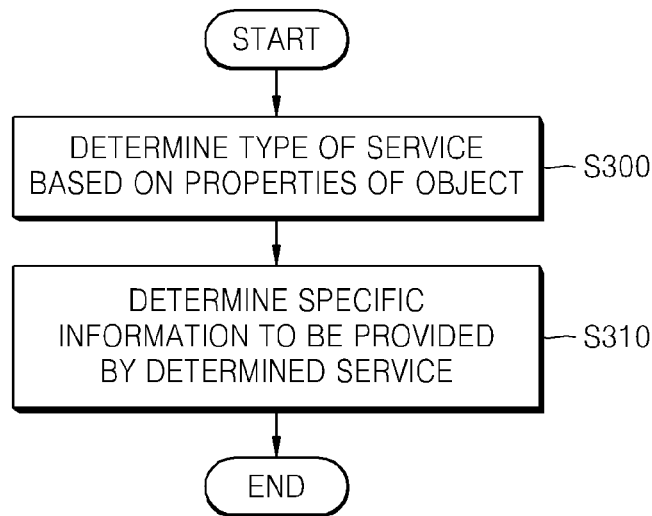 START
DETERMINE TYPE OF SERVICE
BASED ON PROPERTIES OF OBJECT
S300
DETERMINE SPECIFIC
INFORMATION TO BE PROVIDED
BY DETERMINED SERVICE
S310
END